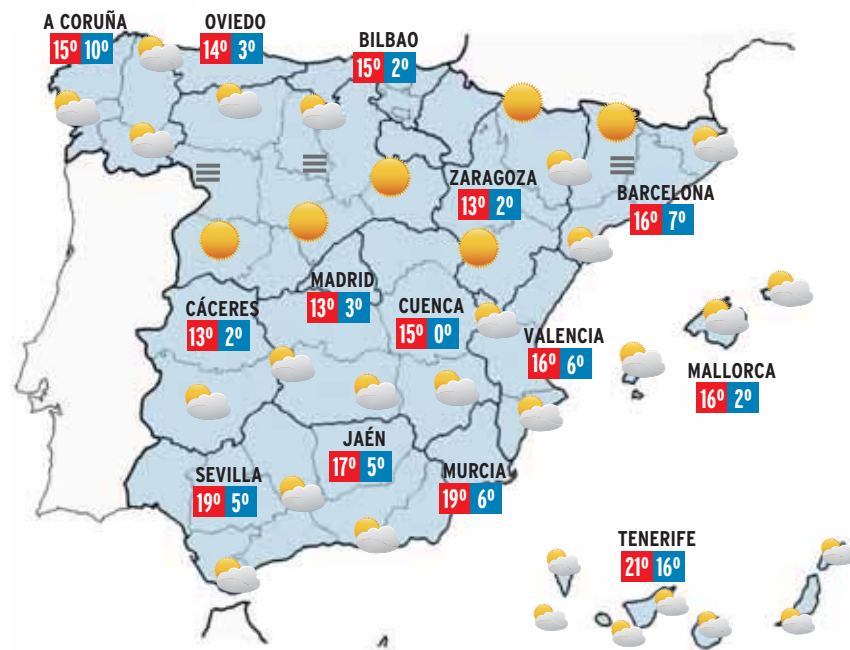 A CORUÑA
15º 10º
OVIEDO
14º 3º
BILBAO
15º 2º
ZARAGOZA
13º 2º
BARCELONA
16º 7º
MADRID
13º 3º
CÁCERES
13º 2º
CUENCA
15º 0º
VALENCIA
16º 6º
MALLORCA
16º 2º
JAÉN
17º 5º
SEVILLA
19º 5º
MURCIA
19º 6º
TENERIFE
21º 16º